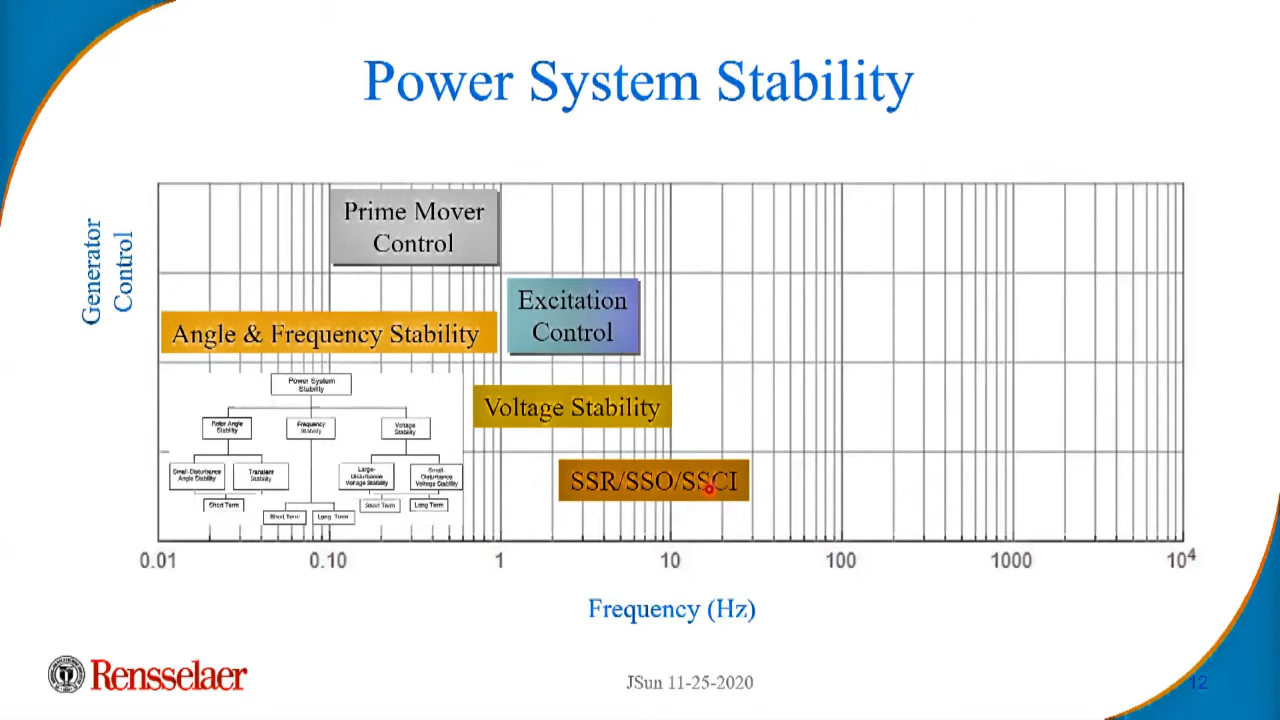 Power System Stability
Generator
Control
Prime Mover
Control
Excitation
Control
Angle & Frequency Stability
Voltage Stability
SSR/SSO/SSCI
Power System
Stability
Rotor Angle
Stability
Frequency
Stability
Voltage
Stability
Small-Disturbance
Angle Stability
Transient
Stability
Large-
Disturbance
Voltage Stability
Small-
Disturbance
Voltage Stability
Short Term
Short Term
Long Term
Short Term
Long Term
0.01
0.10
1
10
100
1000
10⁴
Frequency (Hz)
Rensselaer
JSun 11-25-2020
12